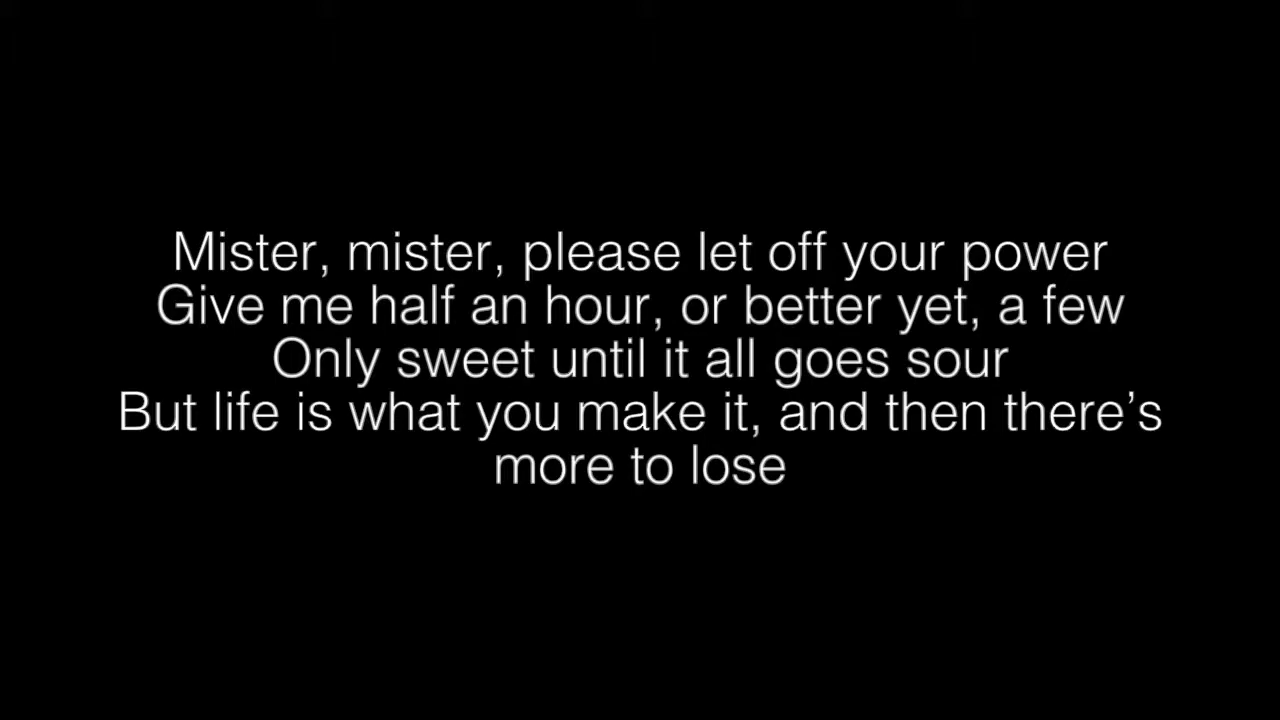 Mister, mister, please let off your power
Give me half an hour, or better yet, a few
Only sweet until it all goes sour
But life is what you make it, and then there’s
more to lose